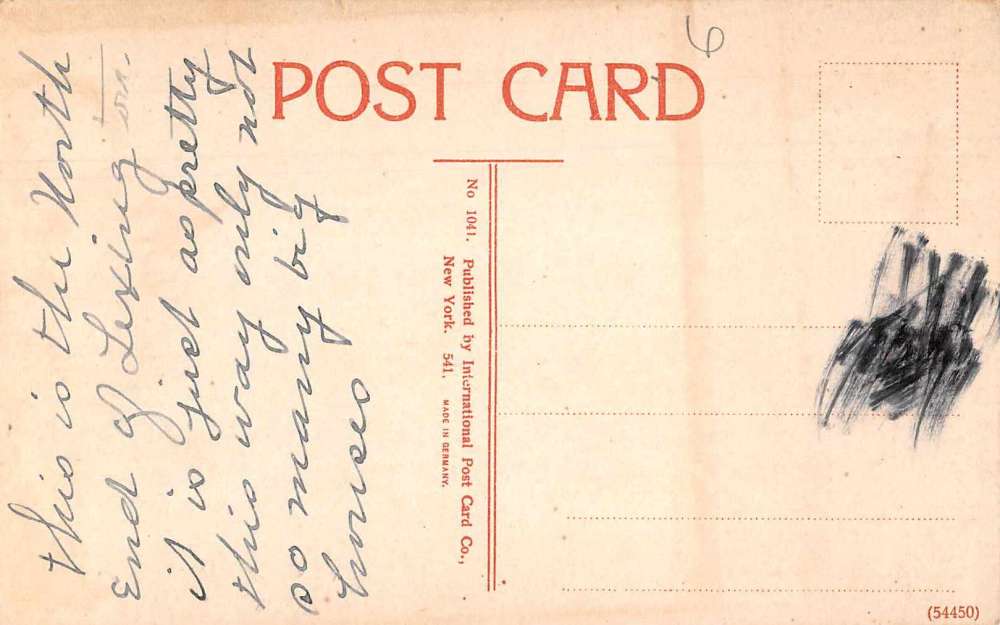 6
POST CARD
this is the North
End of Lexing ton.
it is just as pretty
this way only not
so many big
houses
No 1041. Published by International Post Card Co.,
New York. 541. MADE IN GERMANY.
(54450)